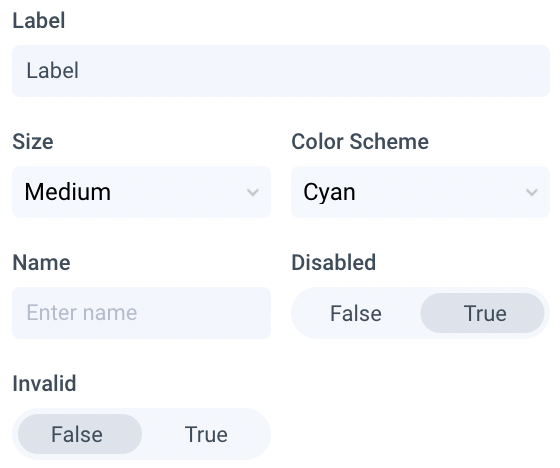 Label
Label
Size Color Scheme
Medium Cyan
Name Disabled
Enter name False True
Invalid
False True